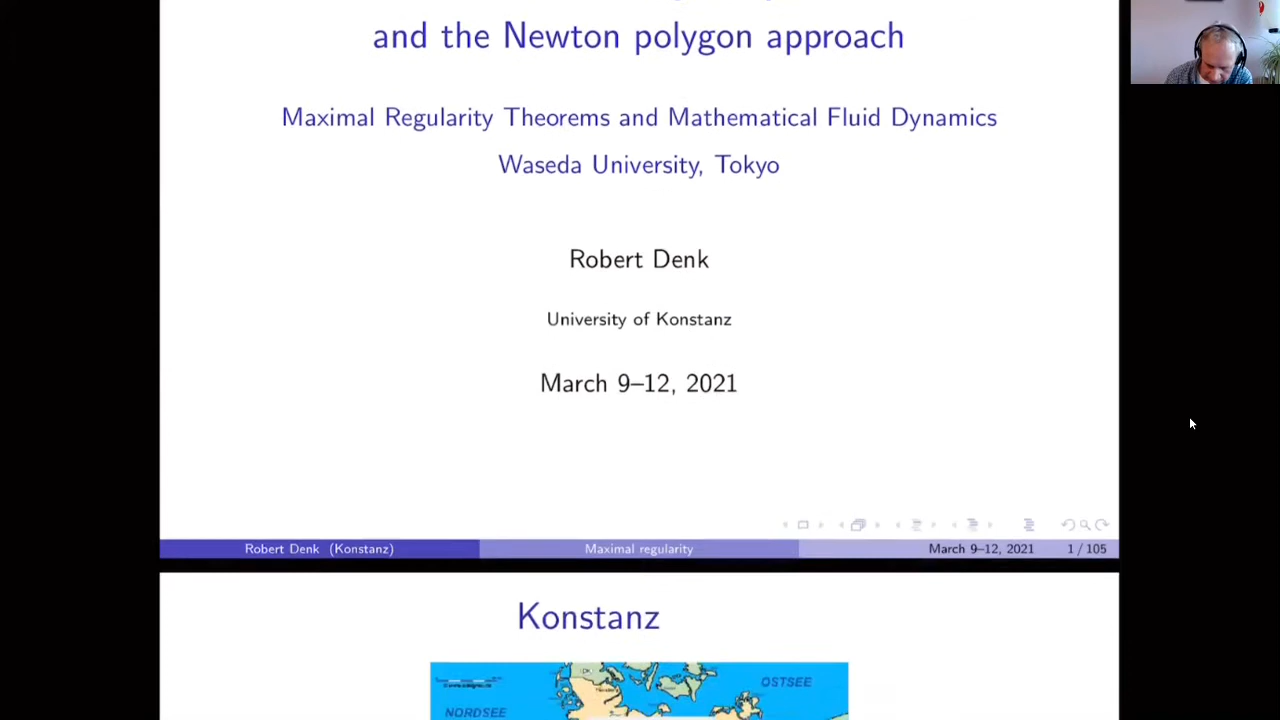 and the Newton polygon approach
Maximal Regularity Theorems and Mathematical Fluid Dynamics
Waseda University, Tokyo
Robert Denk
University of Konstanz
March 9–12, 2021
Robert Denk (Konstanz) Maximal regularity March 9–12, 2021 1 / 105
Konstanz
OSTSEE
NORDSEE